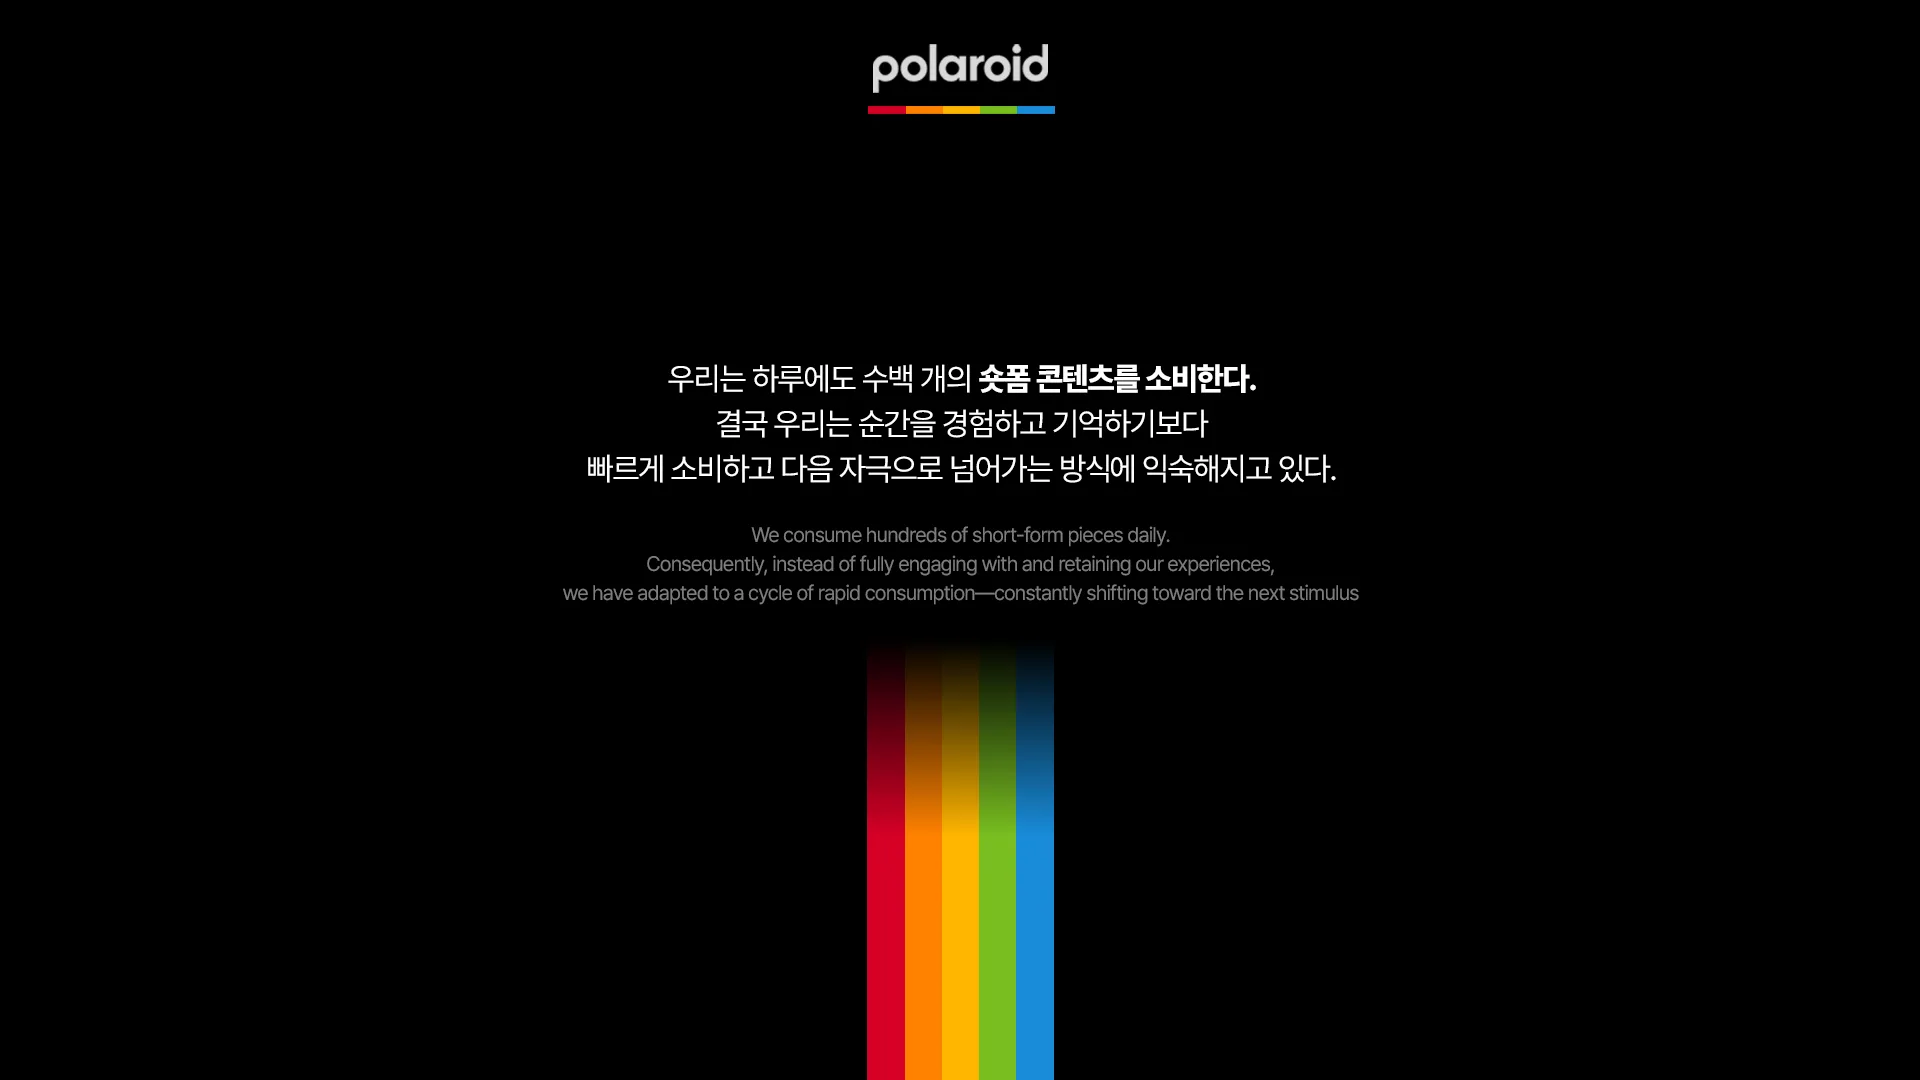 polaroid
우리는 하루에도 수백 개의 숏폼 콘텐츠를 소비한다.
결국 우리는 순간을 경험하고 기억하기보다
빠르게 소비하고 다음 자극으로 넘어가는 방식에 익숙해지고 있다.
We consume hundreds of short-form pieces daily.
Consequently, instead of fully engaging with and retaining our experiences,
we have adapted to a cycle of rapid consumption—constantly shifting toward the next stimulus